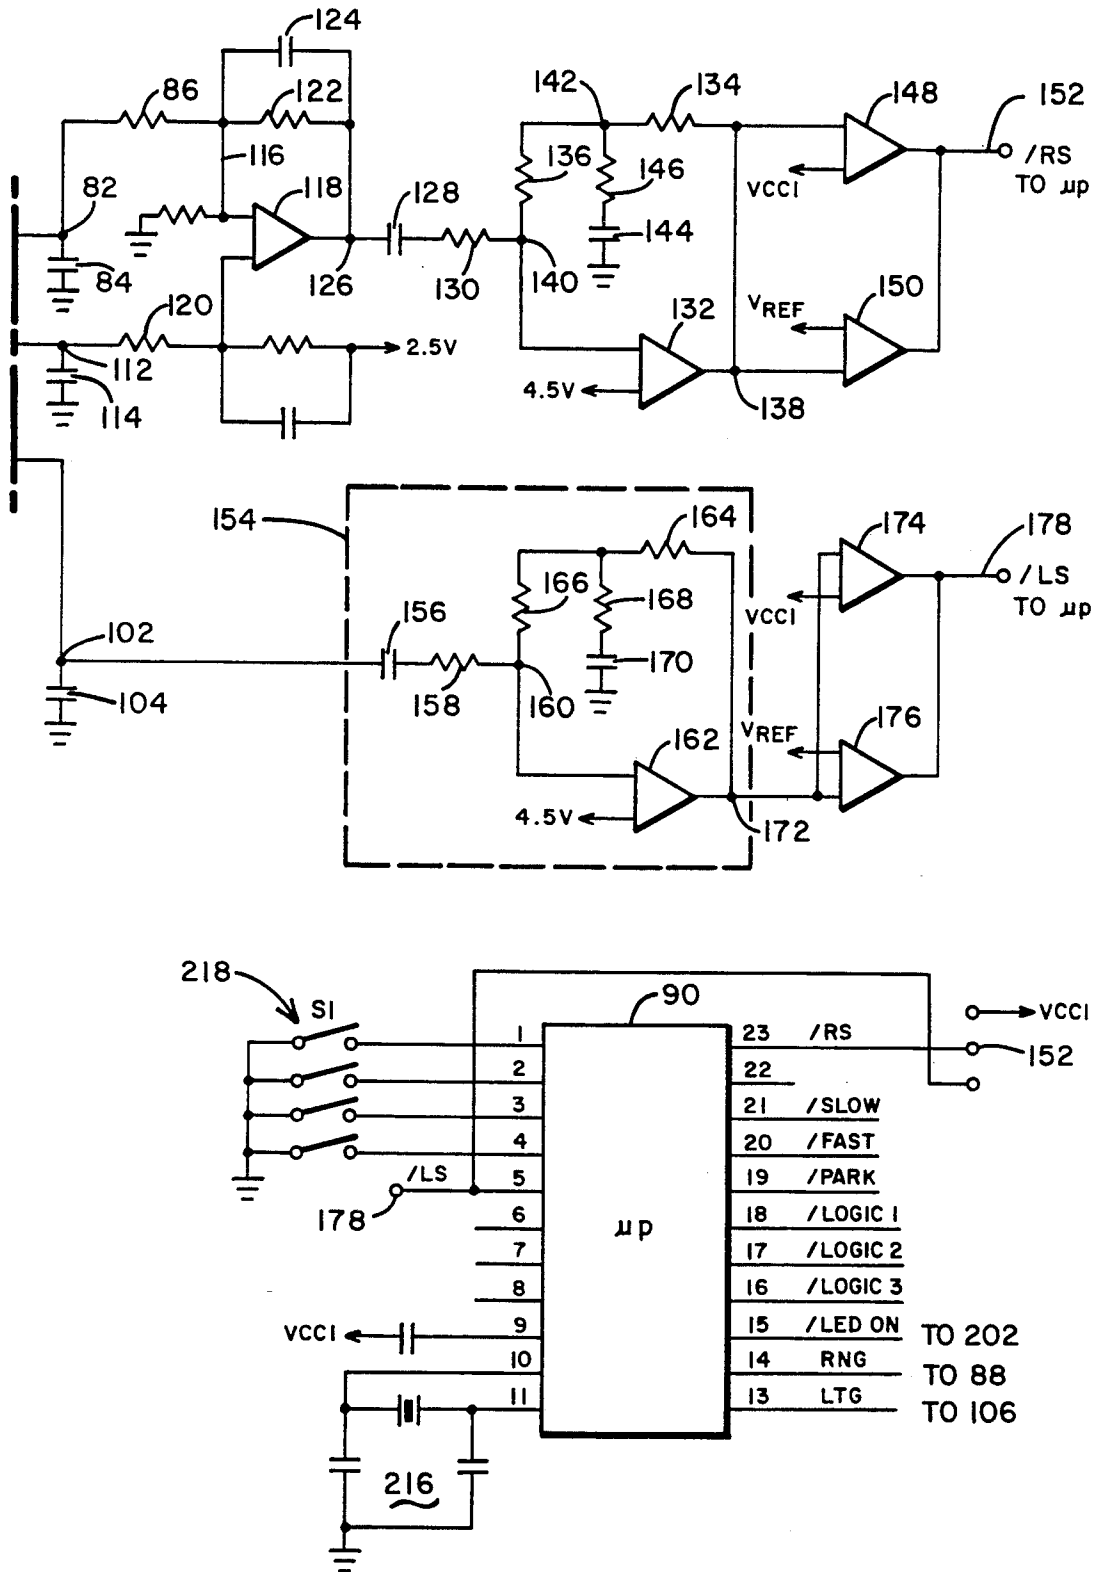 124
86
122
142
134
148
152
/RS
TO µp
136
116
146
VCC1
82
118
128
144
84
126
130
140
150
VREF
120
132
2.5V
112
4.5V
138
114
154
164
174
178
/LS
TO µp
166
168
VCC1
156
102
170
104
158
160
VREF
176
162
4.5V
172
218
S1
90
VCC1
1
23 /RS
152
2
22
3
21 /SLOW
4
20 /FAST
/LS
5
19 /PARK
178
6
18 /LOGIC 1
µp
7
17 /LOGIC 2
8
16 /LOGIC 3
VCC1
9
15 /LED ON TO 202
10
14 RNG TO 88
11
13 LTG TO 106
216